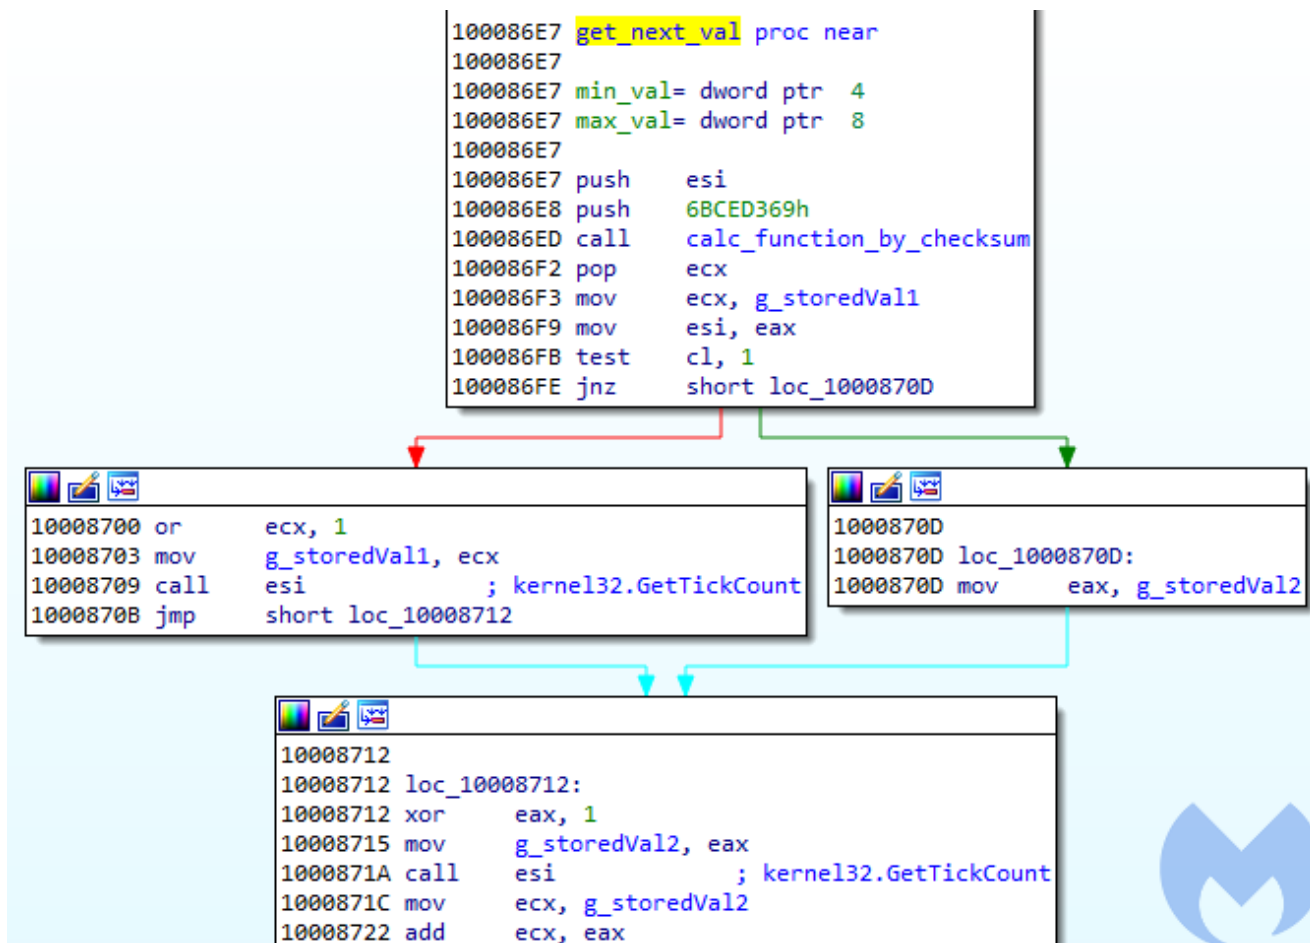 100086E7 get_next_val proc near
100086E7
100086E7 min_val= dword ptr  4
100086E7 max_val= dword ptr  8
100086E7
100086E7 push    esi
100086E8 push    6BCED369h
100086ED call    calc_function_by_checksum
100086F2 pop     ecx
100086F3 mov     ecx, g_storedVal1
100086F9 mov     esi, eax
100086FB test    cl, 1
100086FE jnz     short loc_1000870D
10008700 or      ecx, 1
10008703 mov     g_storedVal1, ecx
10008709 call    esi             ; kernel32.GetTickCount
1000870B jmp     short loc_10008712
1000870D
1000870D loc_1000870D:
1000870D mov     eax, g_storedVal2
10008712
10008712 loc_10008712:
10008712 xor     eax, 1
10008715 mov     g_storedVal2, eax
1000871A call    esi             ; kernel32.GetTickCount
1000871C mov     ecx, g_storedVal2
10008722 add     ecx, eax